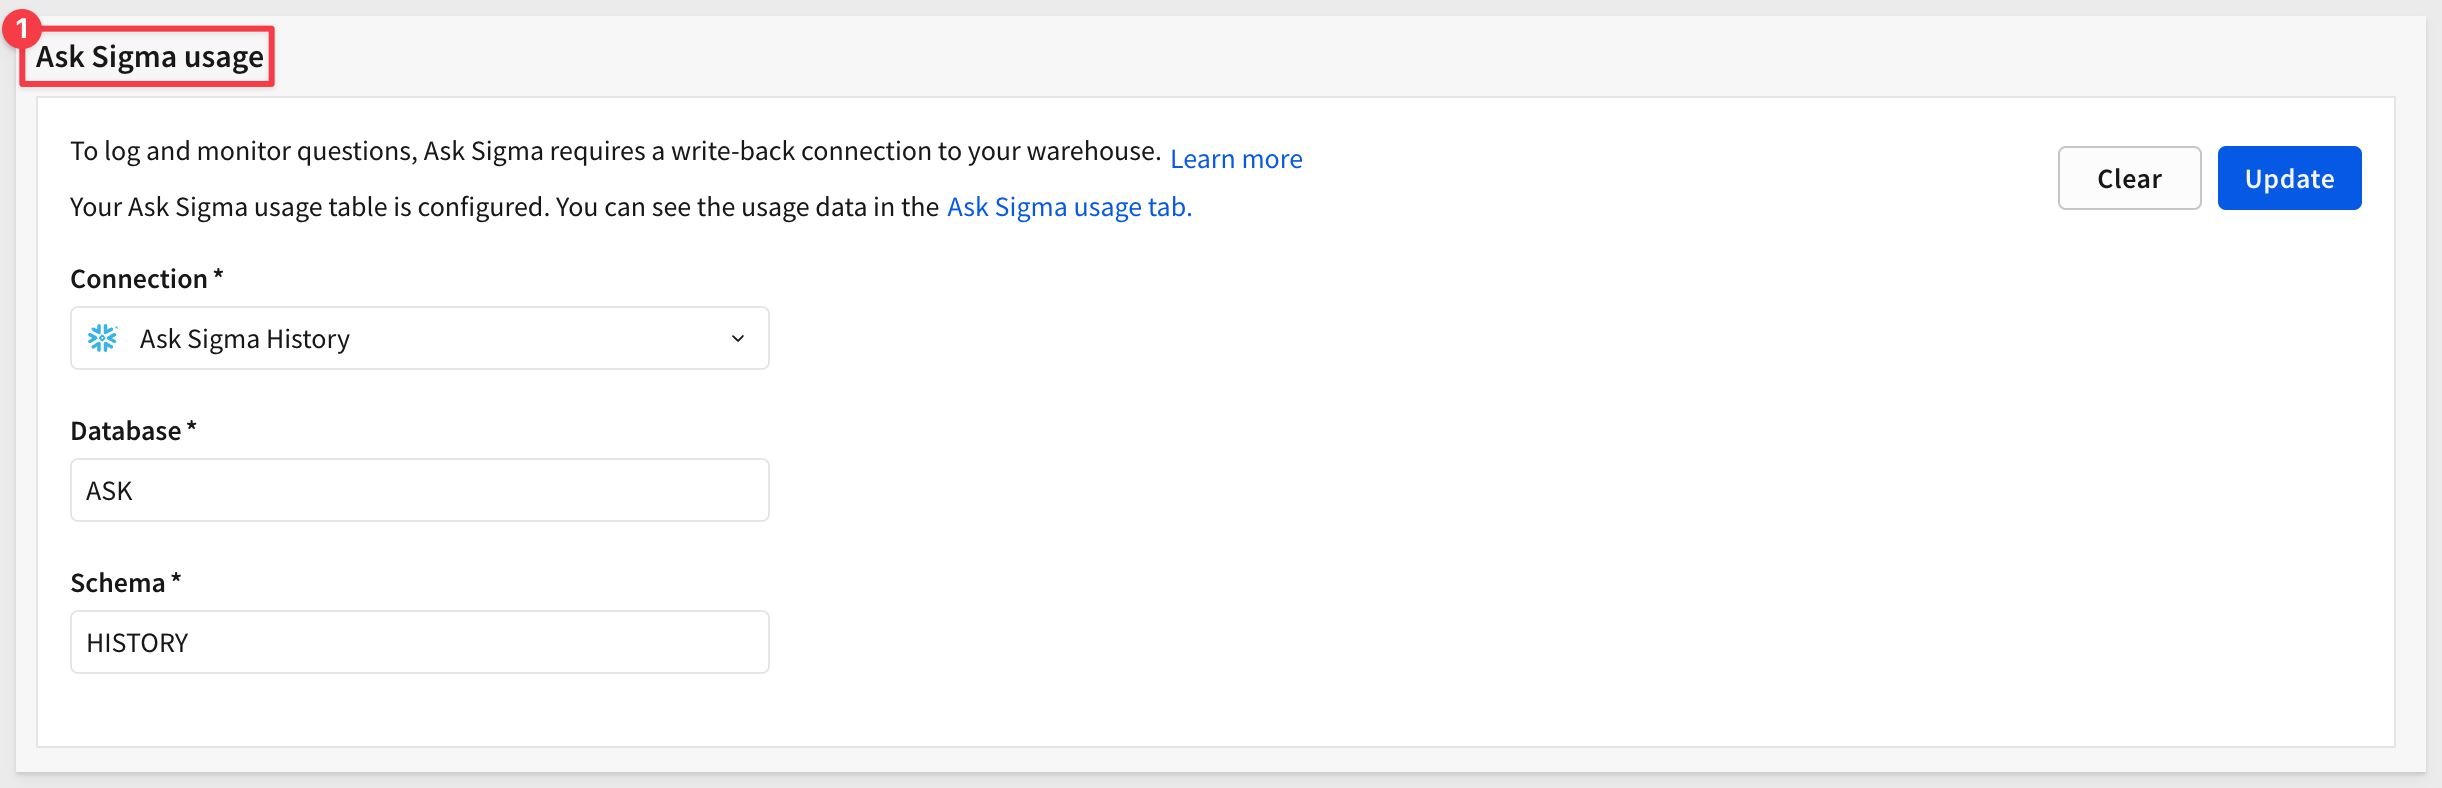 1
Ask Sigma usage
To log and monitor questions, Ask Sigma requires a write-back connection to your warehouse. Learn more
Your Ask Sigma usage table is configured. You can see the usage data in the Ask Sigma usage tab.
Clear
Update
Connection *
Ask Sigma History
Database *
ASK
Schema *
HISTORY